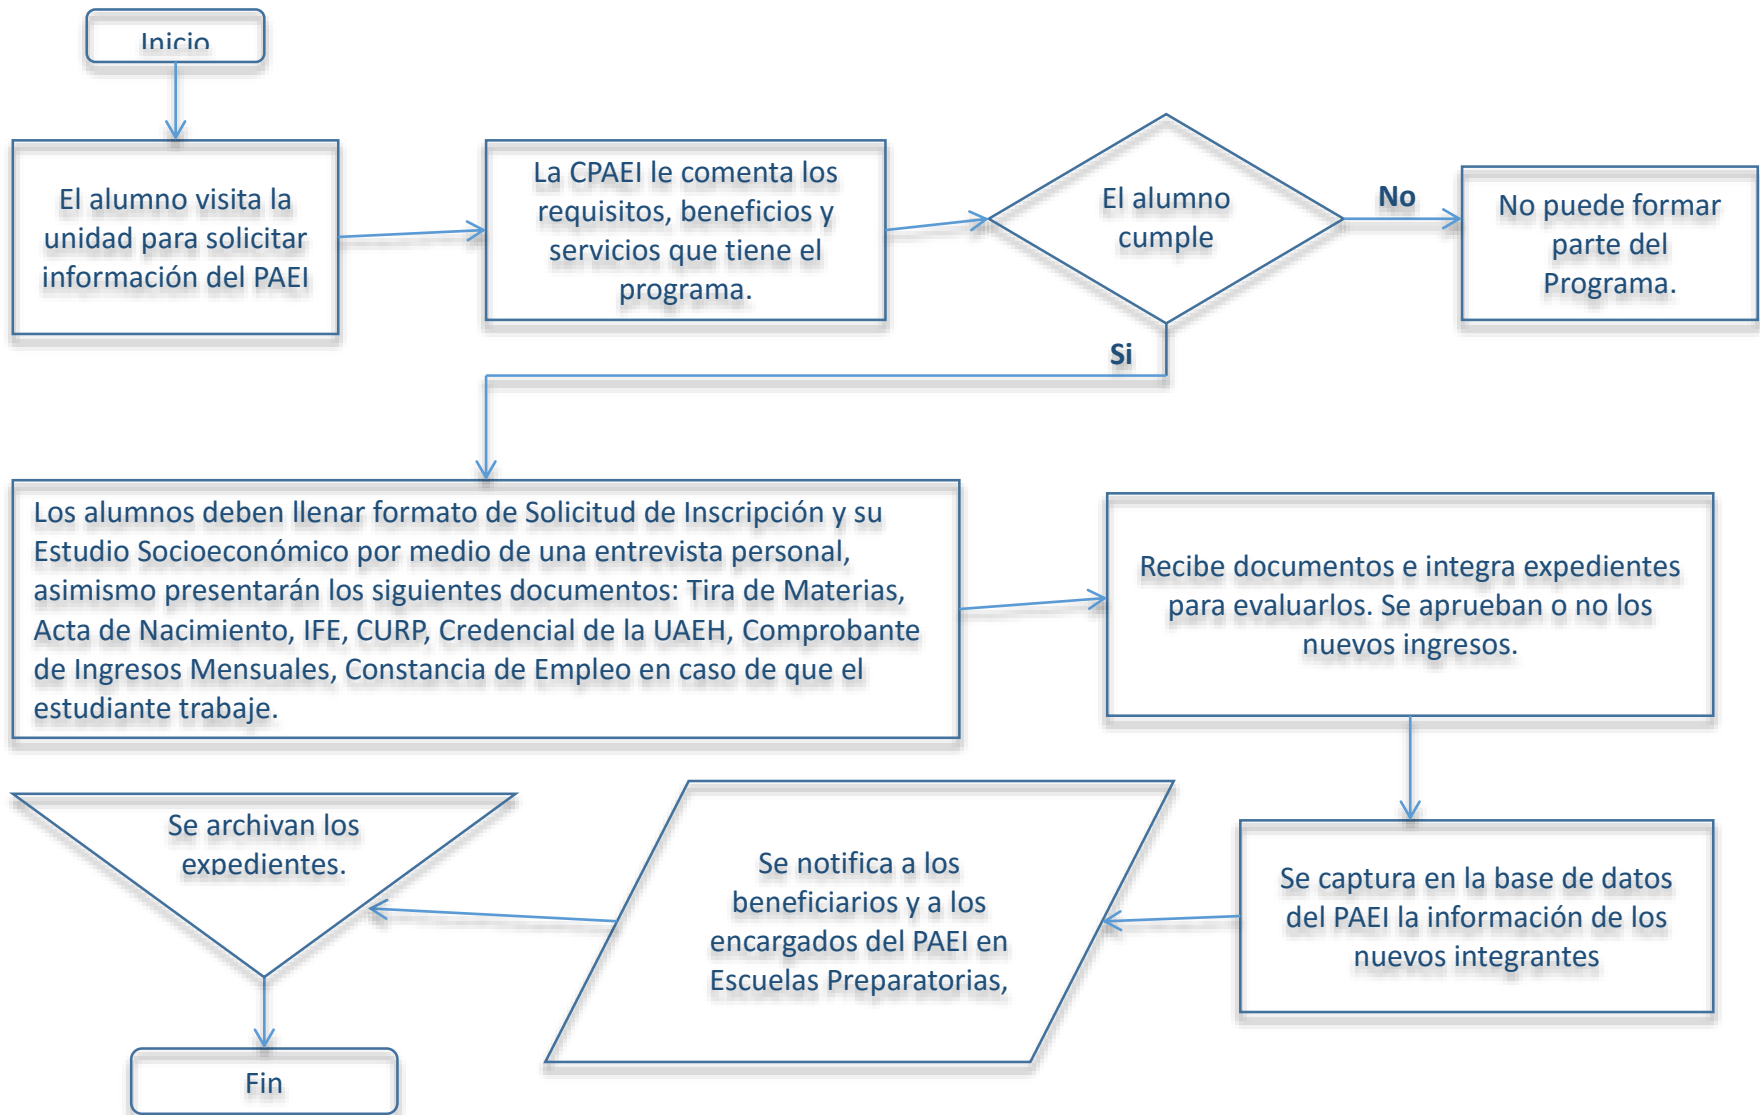 Inicio
El alumno visita la
unidad para solicitar
información del PAEI
La CPAEI le comenta los
requisitos, beneficios y
servicios que tiene el
programa.
El alumno
cumple
No
No puede formar
parte del
Programa.
Si
Los alumnos deben llenar formato de Solicitud de Inscripción y su
Estudio Socioeconómico por medio de una entrevista personal,
asimismo presentarán los siguientes documentos: Tira de Materias,
Acta de Nacimiento, IFE, CURP, Credencial de la UAEH, Comprobante
de Ingresos Mensuales, Constancia de Empleo en caso de que el
estudiante trabaje.
Recibe documentos e integra expedientes
para evaluarlos. Se aprueban o no los
nuevos ingresos.
Se captura en la base de datos
del PAEI la información de los
nuevos integrantes
Se notifica a los
beneficiarios y a los
encargados del PAEI en
Escuelas Preparatorias,
Se archivan los
expedientes.
Fin